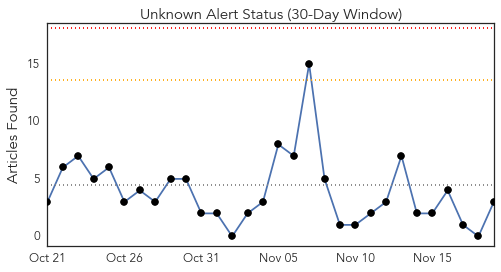 Unknown Alert Status (30-Day Window)
Articles Found
15
10
5
0
Oct 21
Oct 26
Oct 31
Nov 05
Nov 10
Nov 15